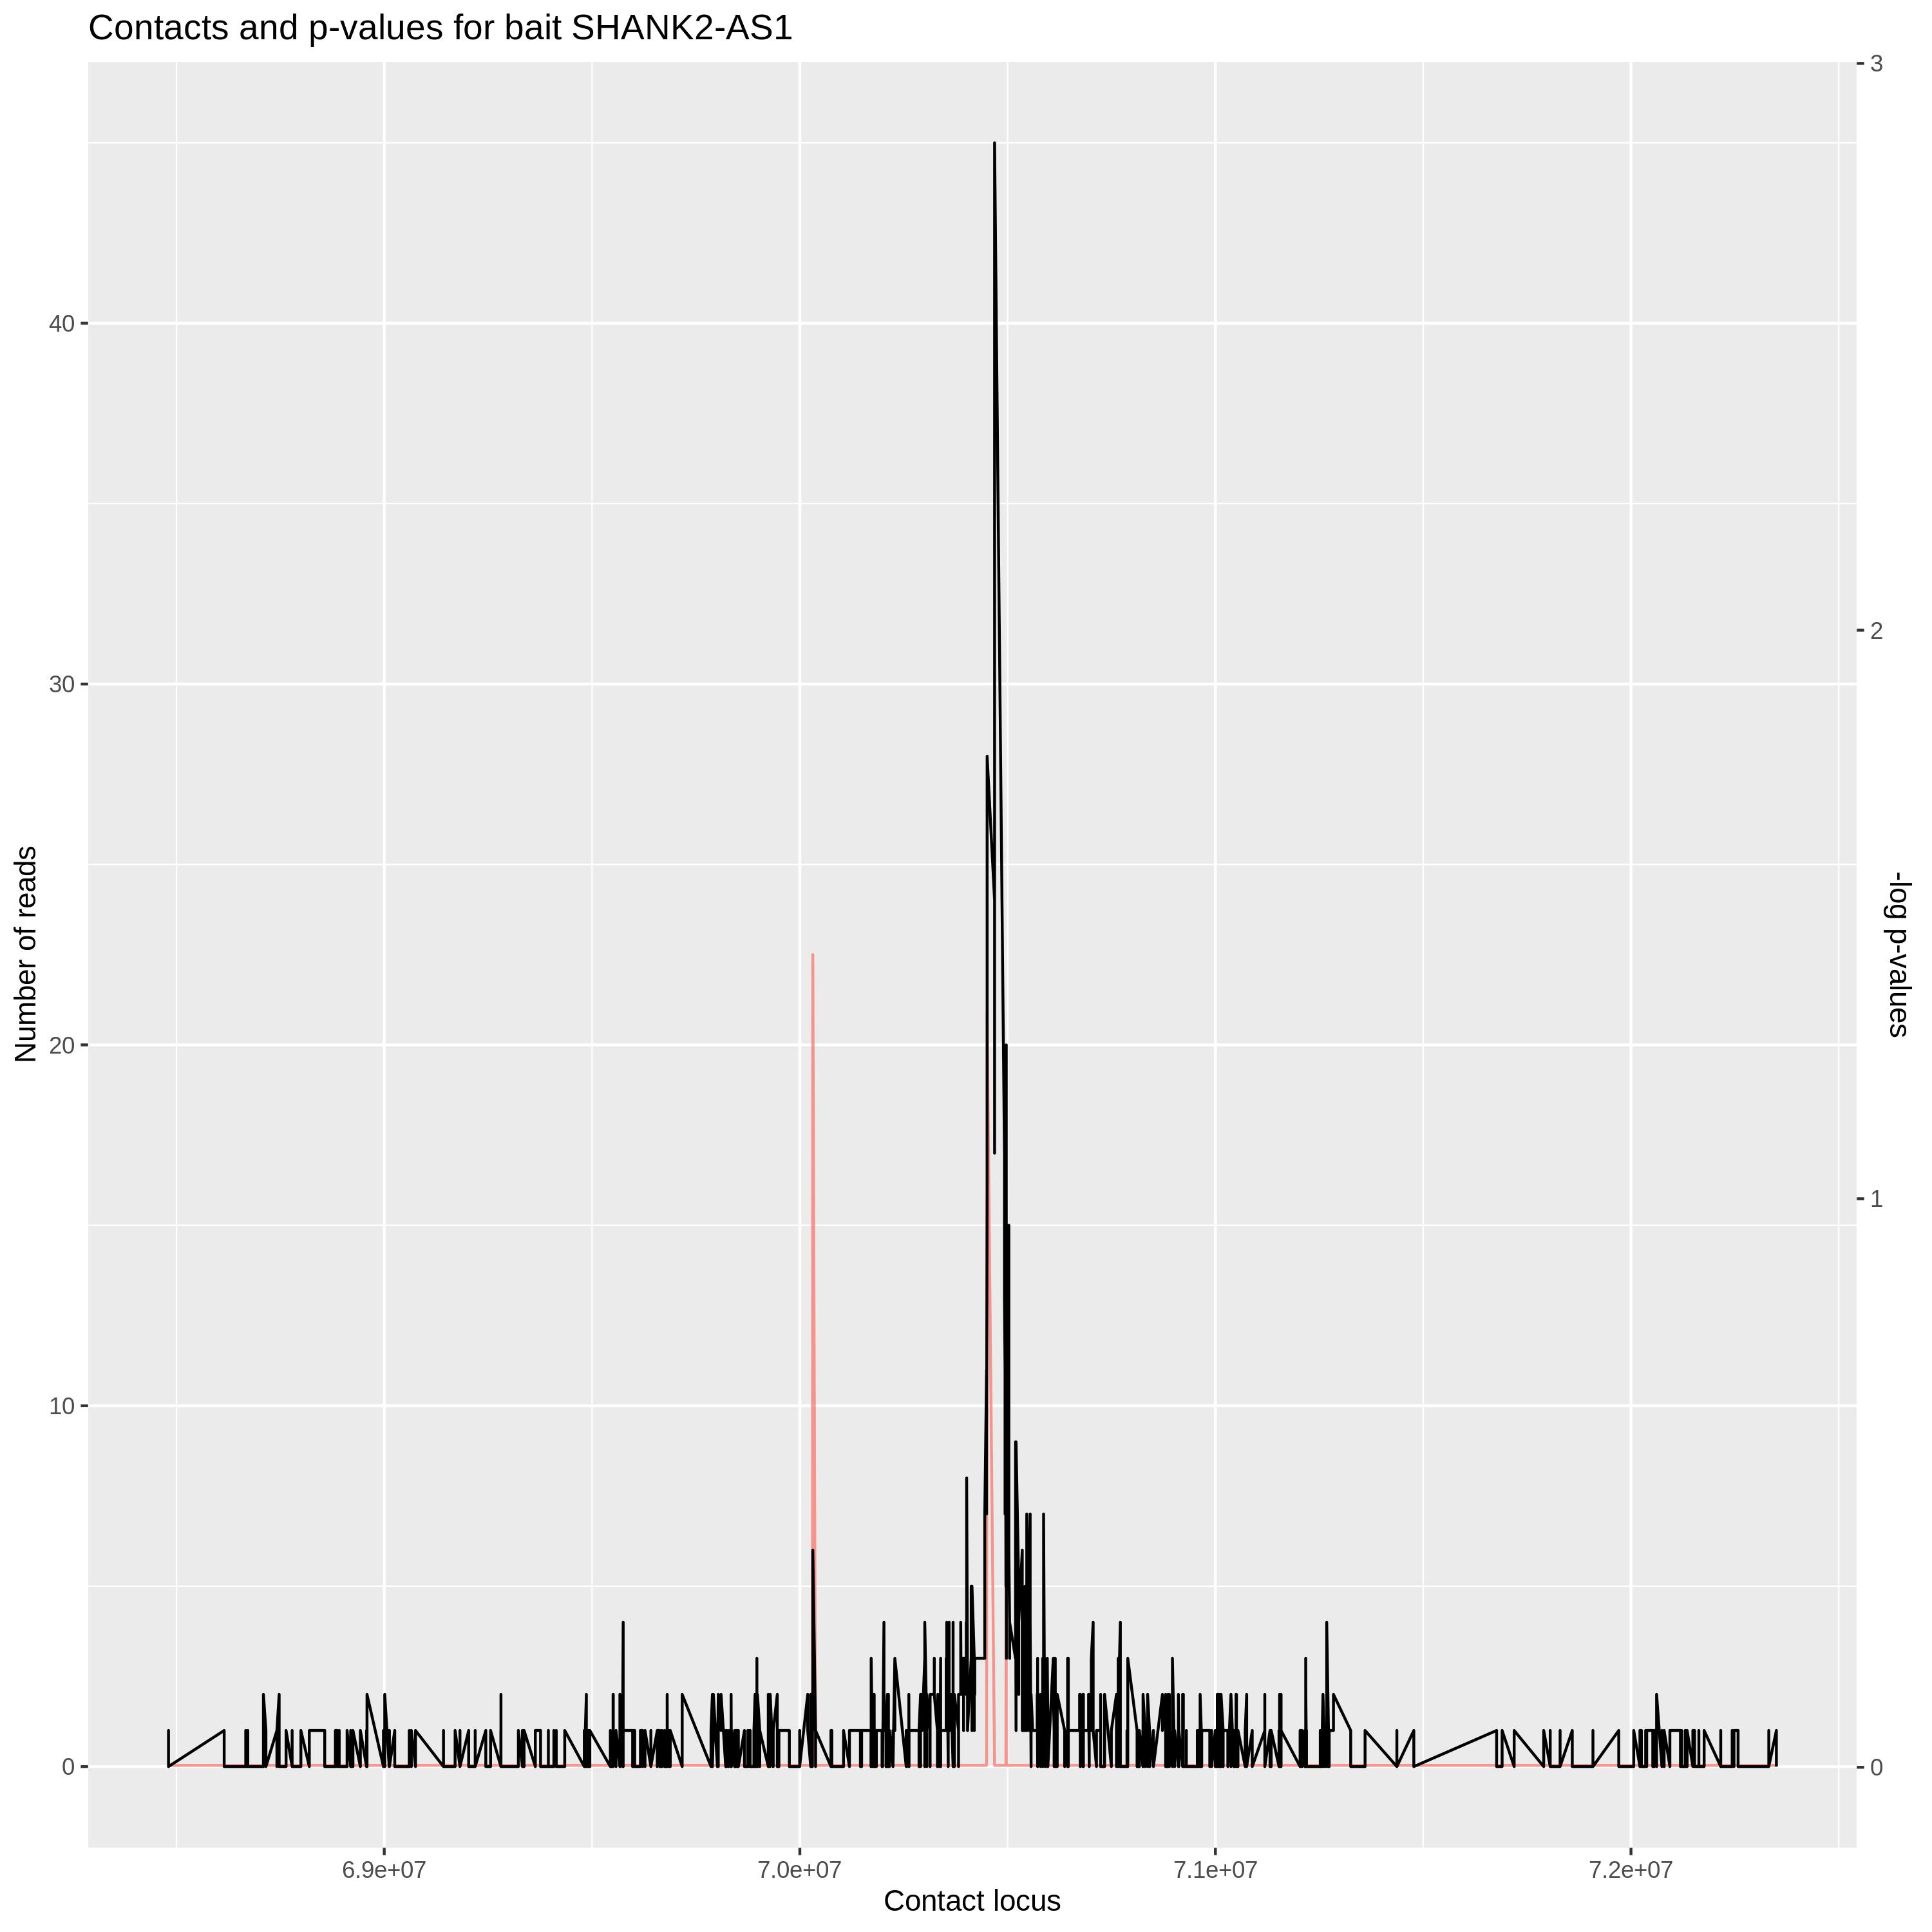 Contacts and p-values for bait SHANK2-AS1
3
40
2
30
Number of reads
-log p-values
20
1
10
0
0
6.9e+07
7.0e+07
7.1e+07
7.2e+07
Contact locus